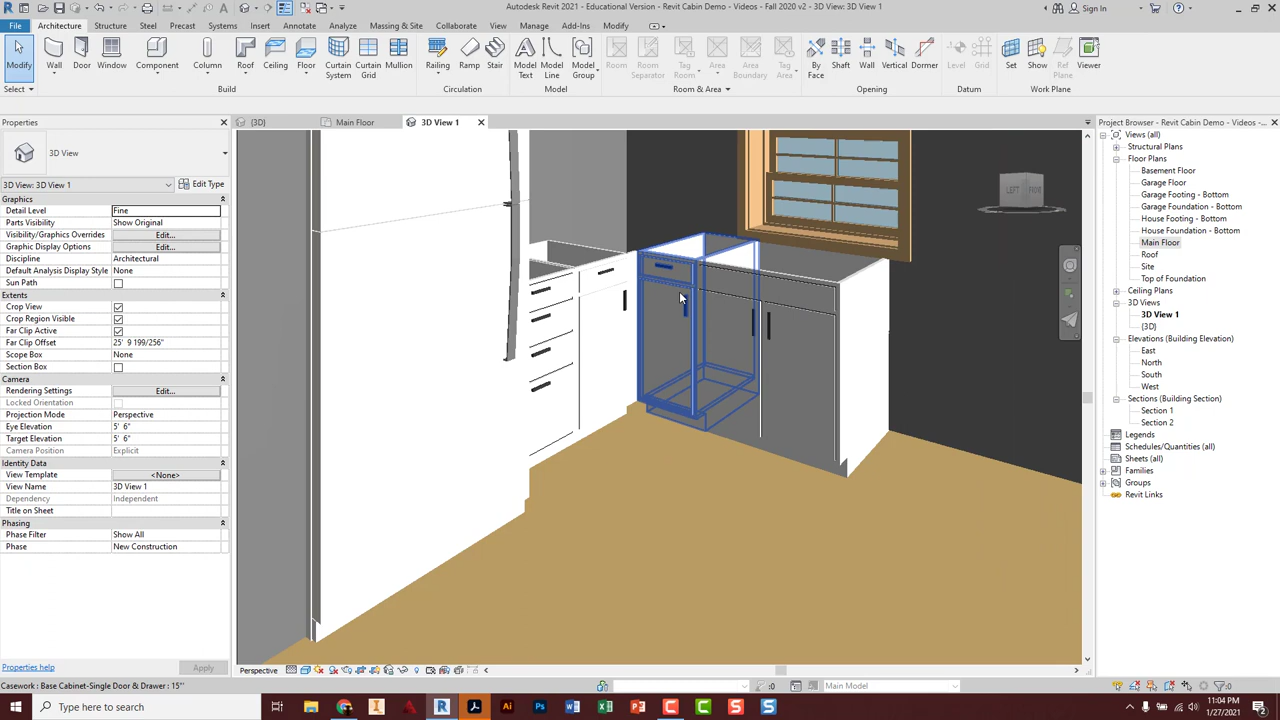 Autodesk Revit 2021 - Educational Version - Revit Cabin Demo - Videos - Fall 2020 v2 - 3D View: 3D View 1
Sign In
File Architecture Structure Steel Precast Systems Insert Annotate Analyze Massing & Site Collaborate View Manage Add-Ins Modify
Modify Wall Door Window Component Column Roof Ceiling Floor Curtain System Curtain Grid Mullion Railing Ramp Stair Model Text Model Line Model Group Room Room Separator Tag Room Area Area Boundary Tag Area By Face Shaft Wall Vertical Dormer Level Grid Set Show Ref Plane Viewer
Select Build Circulation Model Room & Area Opening Datum Work Plane
Properties
{3D} Main Floor 3D View 1
Project Browser - Revit Cabin Demo - Videos -...
3D View
3D View: 3D View 1 Edit Type
Graphics
Detail Level Fine
Parts Visibility Show Original
Visibility/Graphics Overrides Edit...
Graphic Display Options Edit...
Discipline Architectural
Default Analysis Display Style None
Sun Path
Extents
Crop View
Crop Region Visible
Far Clip Active
Far Clip Offset 25' 9 199/256"
Scope Box None
Section Box
Camera
Rendering Settings Edit...
Locked Orientation
Projection Mode Perspective
Eye Elevation 5' 6"
Target Elevation 5' 6"
Camera Position Explicit
Identity Data
View Template <None>
View Name 3D View 1
Dependency Independent
Title on Sheet
Phasing
Phase Filter Show All
Phase New Construction
Properties help Apply
LEFT
Views (all)
Structural Plans
Floor Plans
Basement Floor
Garage Floor
Garage Footing - Bottom
Garage Foundation - Bottom
House Footing - Bottom
House Foundation - Bottom
Main Floor
Roof
Site
Top of Foundation
Ceiling Plans
3D Views
3D View 1
{3D}
Elevations (Building Elevation)
East
North
South
West
Sections (Building Section)
Section 1
Section 2
Legends
Schedules/Quantities (all)
Sheets (all)
Families
Groups
Revit Links
Perspective
Casework : Base Cabinet-Single Door & Drawer : 15"
:0
Main Model
:0
Type here to search
11:04 PM
1/27/2021